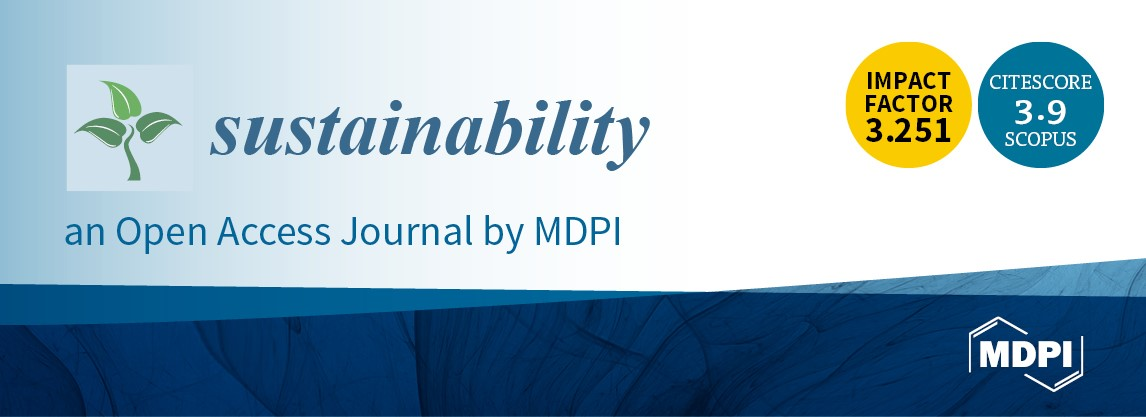 sustainability
an Open Access Journal by MDPI
IMPACT
FACTOR
3.251
CITESCORE
3.9
SCOPUS
MDPI